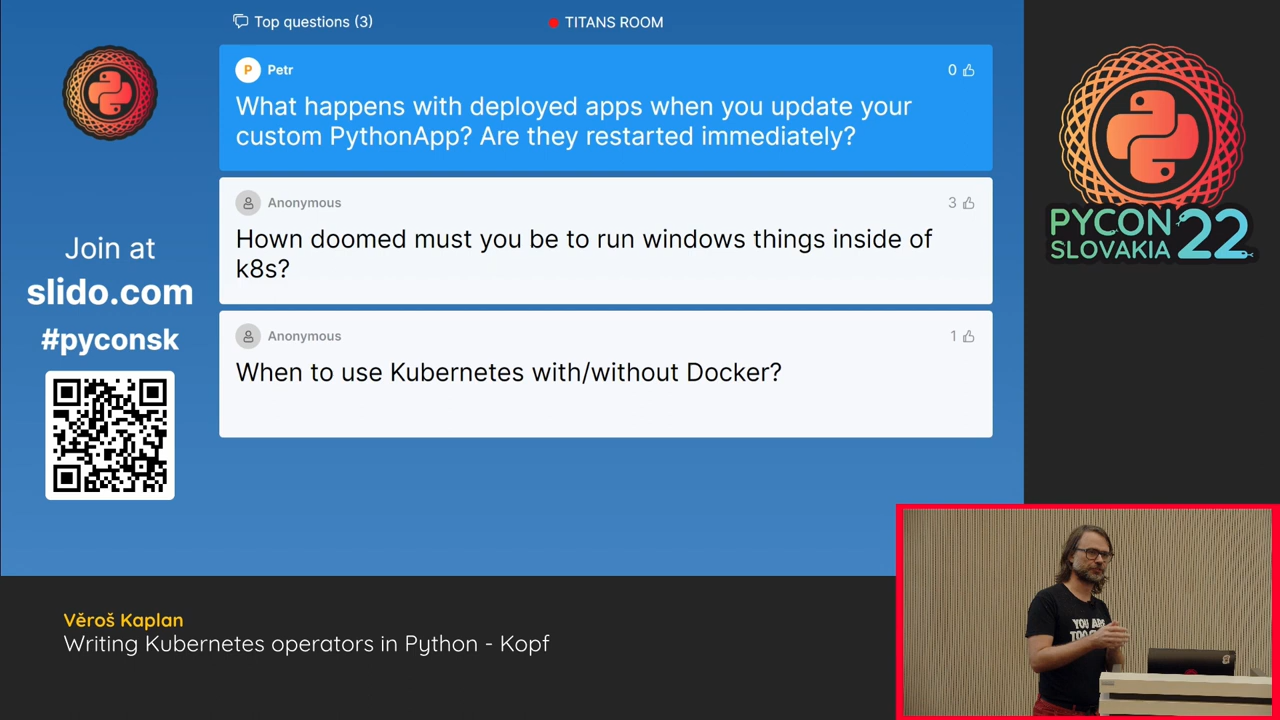 Top questions (3)
TITANS ROOM
P
Petr
0
What happens with deployed apps when you update your
custom PythonApp? Are they restarted immediately?
Anonymous
3
Hown doomed must you be to run windows things inside of
k8s?
Anonymous
1
When to use Kubernetes with/without Docker?
Join at
slido.com
#pyconsk
PYCON
SLOVAKIA
22
Věroš Kaplan
Writing Kubernetes operators in Python - Kopf
YOU ARE